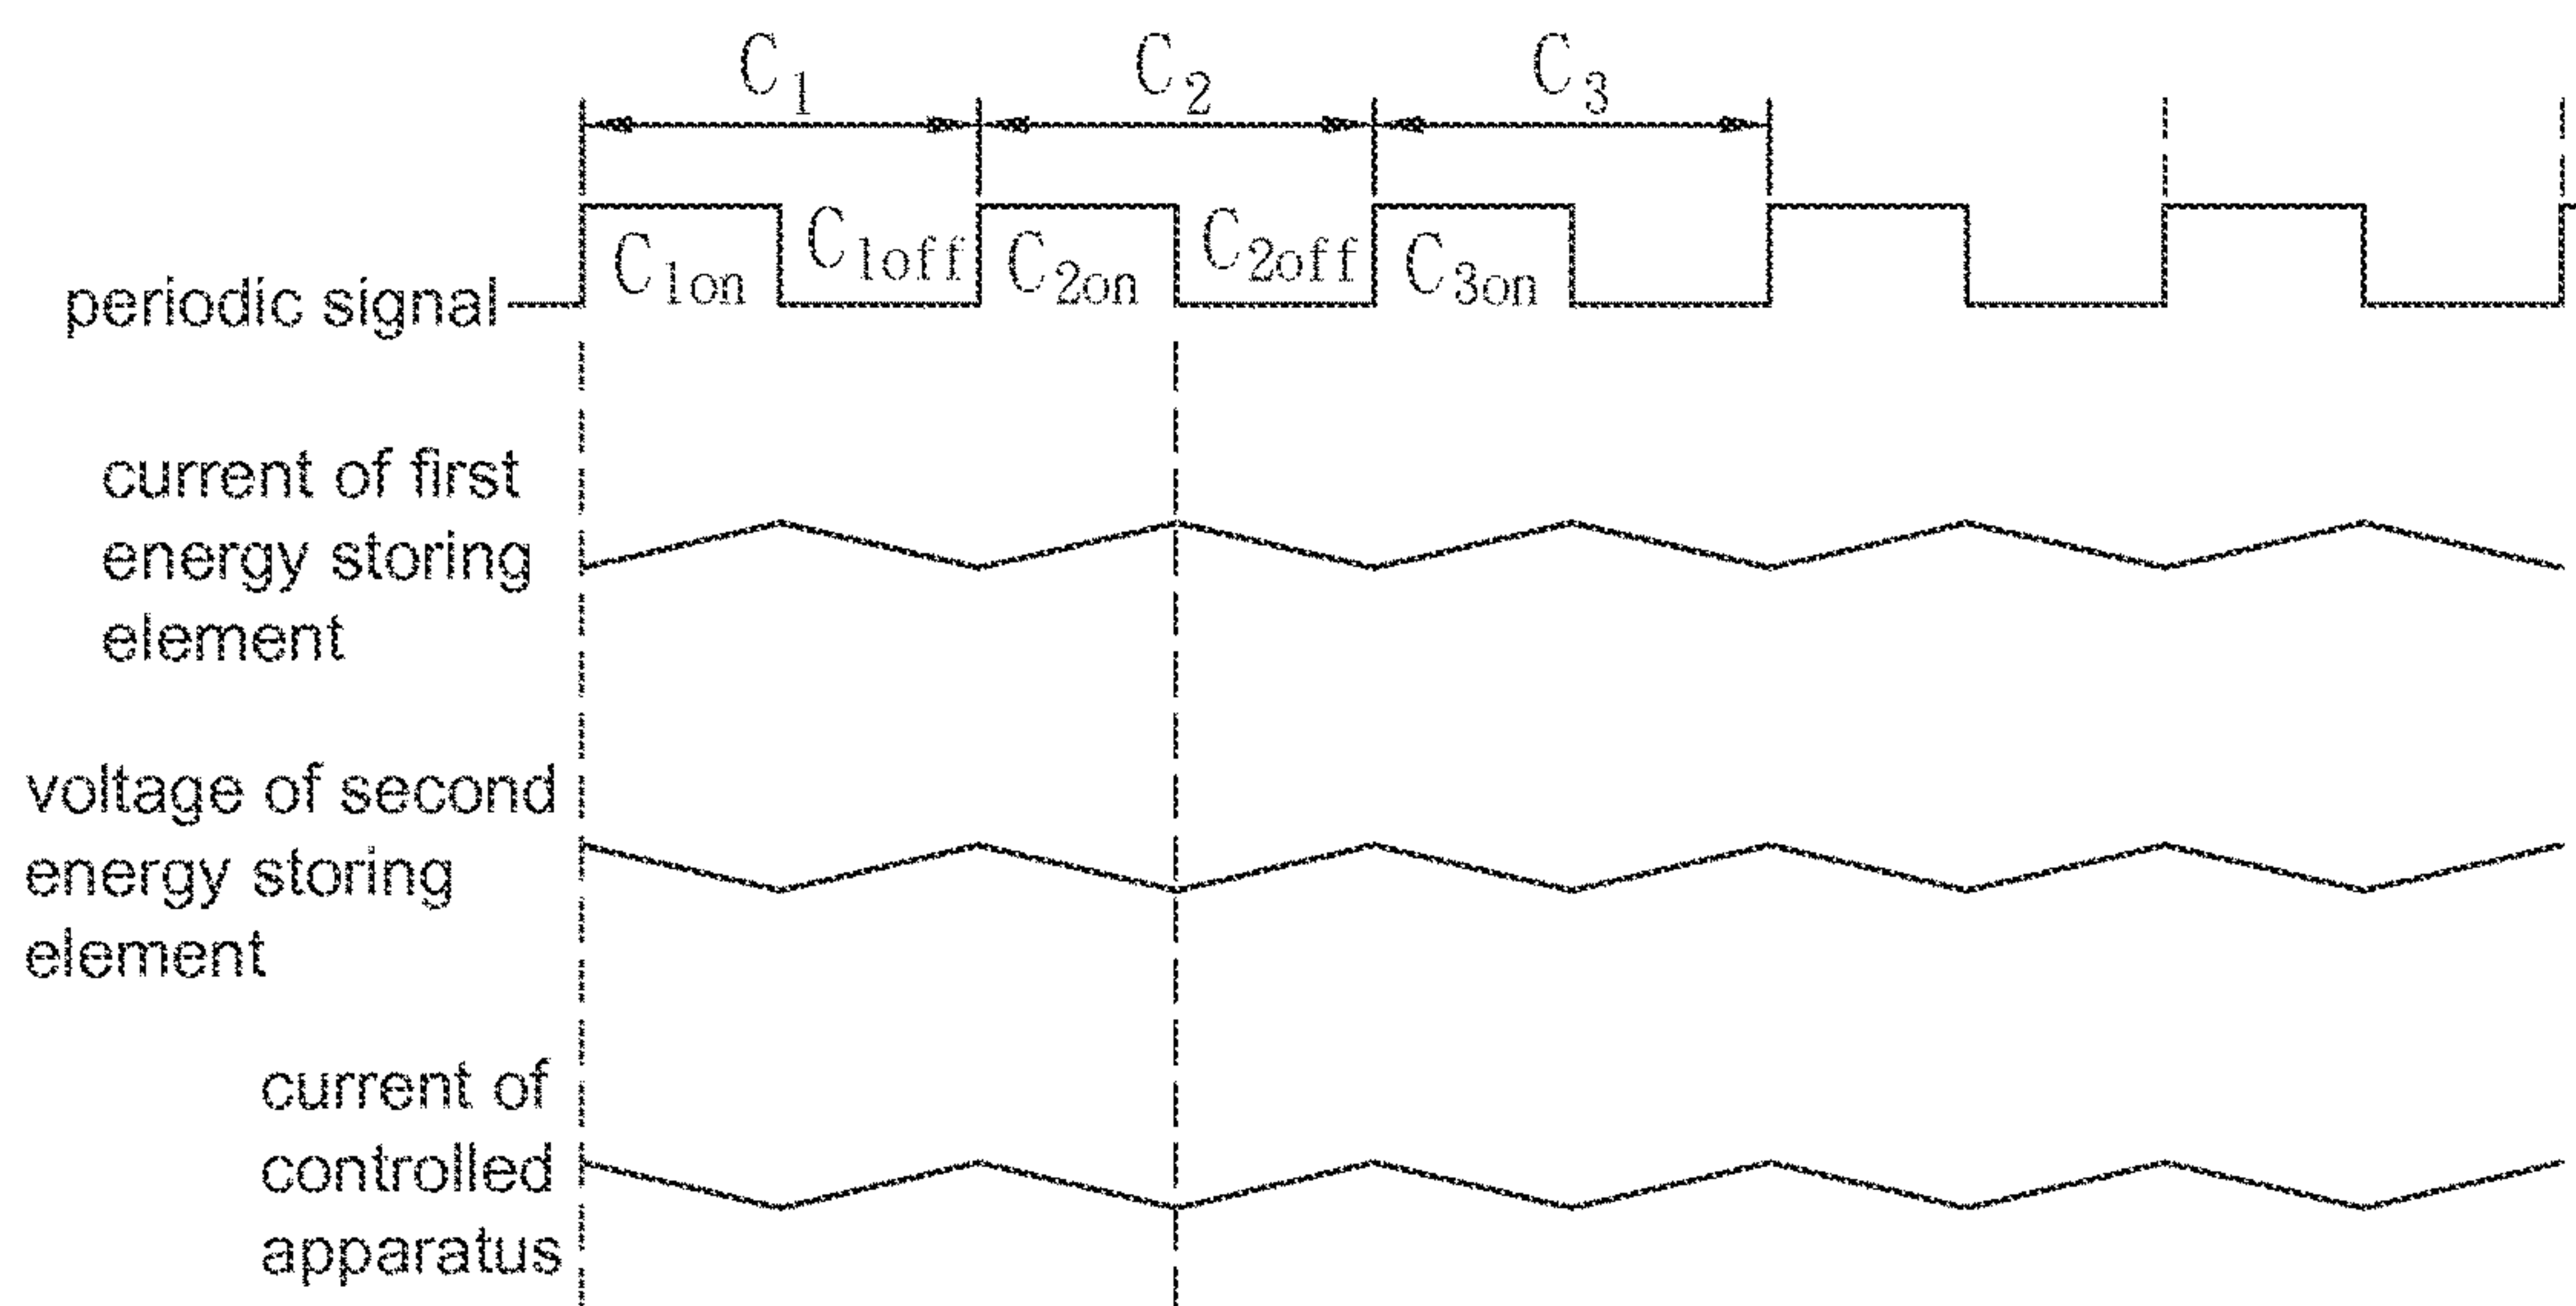 C1 C2 C3
C1on C1off C2on C2off C3on
periodic signal
current of first
energy storing
element
voltage of second
energy storing
element
current of
controlled
apparatus